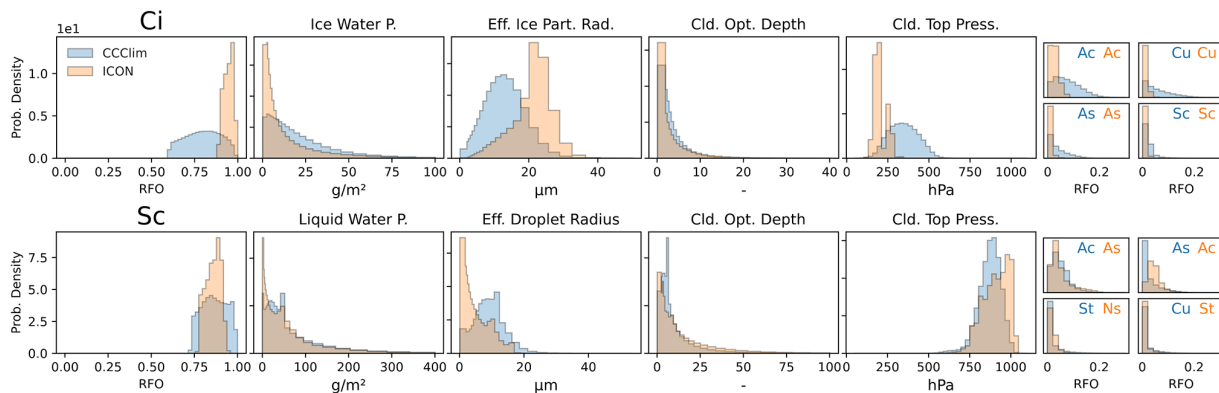 Ci
Ice Water P.
Eff. Ice Part. Rad.
Cld. Opt. Depth
Cld. Top Press.
1e1
CCClim
ICON
Ac Ac
Cu Cu
As As
Sc Sc
Prob. Density
1.0
0.5
0.0
0.00 0.25 0.50 0.75 1.00
0 25 50 75 100
0 20 40
0 10 20 30 40
0 250 500 750 1000
0.0 0.2
0.0 0.2
RFO
g/m²
μm
-
hPa
RFO
RFO
Sc
Liquid Water P.
Eff. Droplet Radius
Cld. Opt. Depth
Cld. Top Press.
Ac As
As Ac
St Ns
Cu St
Prob. Density
7.5
5.0
2.5
0.0
0.00 0.25 0.50 0.75 1.00
0 100 200 300 400
0 20 40
0 25 50 75 100
0 250 500 750 1000
0.0 0.2
0.0 0.2
RFO
g/m²
μm
-
hPa
RFO
RFO